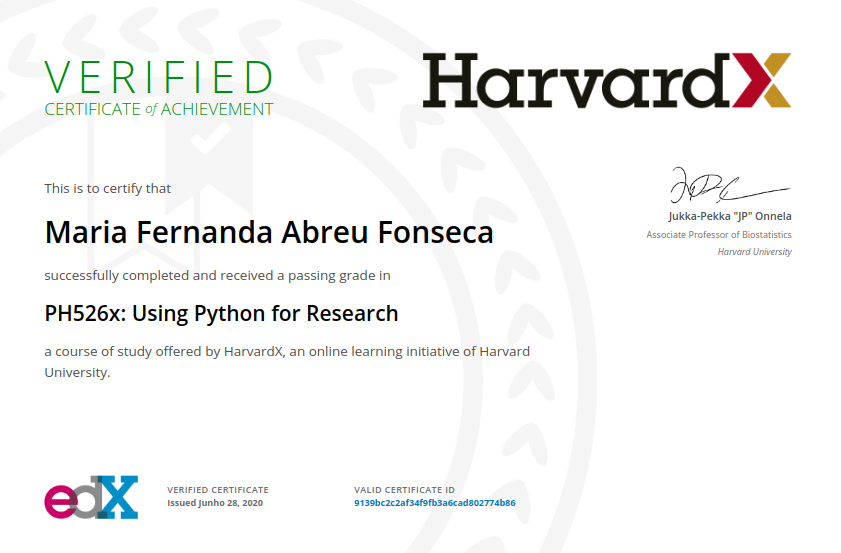 VERIFIED
CERTIFICATE of ACHIEVEMENT
HarvardX
This is to certify that
Maria Fernanda Abreu Fonseca
successfully completed and received a passing grade in
PH526x: Using Python for Research
a course of study offered by HarvardX, an online learning initiative of Harvard
University.
Jukka-Pekka "JP" Onnela
Associate Professor of Biostatistics
Harvard University
edX
VERIFIED CERTIFICATE
Issued Junho 28, 2020
VALID CERTIFICATE ID
9139bc2c2af34f9fb3a6cad802774b86